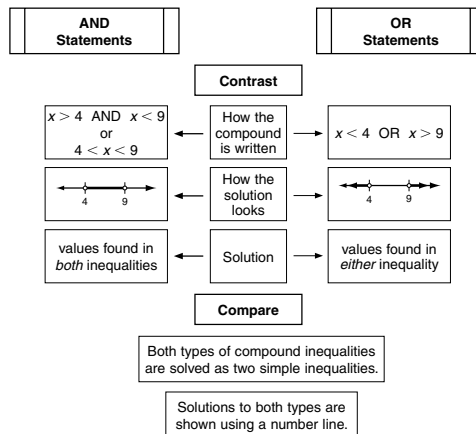 AND
Statements
OR
Statements
Contrast
x > 4 AND x < 9
or
4 < x < 9
How the
compound
is written
x < 4 OR x > 9
4 9
How the
solution
looks
4 9
values found in
both inequalities
Solution
values found in
either inequality
Compare
Both types of compound inequalities
are solved as two simple inequalities.
Solutions to both types are
shown using a number line.